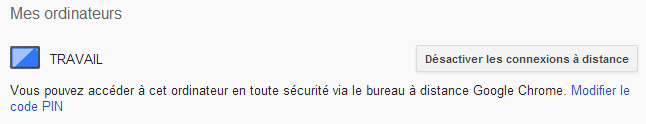 Mes ordinateurs
TRAVAIL
Désactiver les connexions à distance
Vous pouvez accéder à cet ordinateur en toute sécurité via le bureau à distance Google Chrome. Modifier le
code PIN